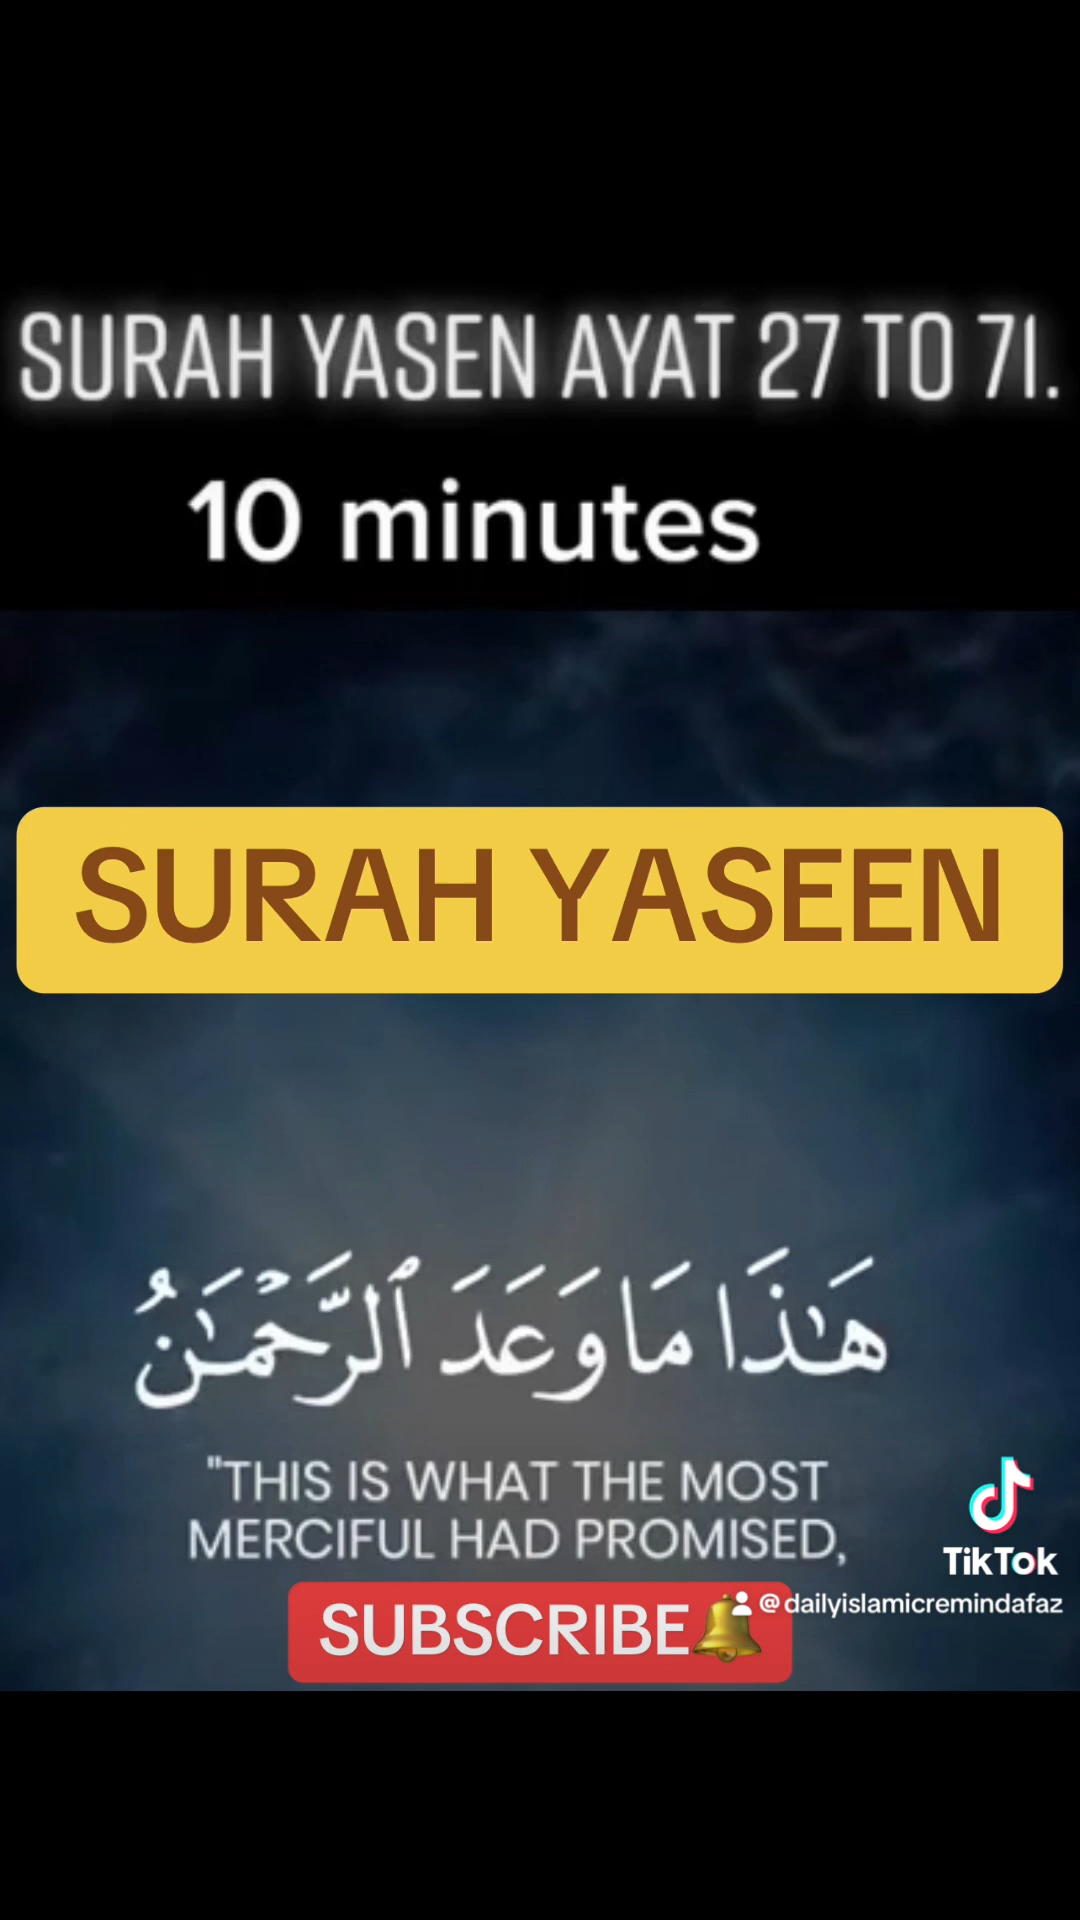 SURAH YASEN AYAT 27 TO 71.
10 minutes
SURAH YASEEN
هَـٰذَا مَا وَعَدَ ٱلرَّحۡمَـٰنُ
"THIS IS WHAT THE MOST
MERCIFUL HAD PROMISED,
TikTok
@dailyislamicremindafaz
SUBSCRIBE🔔